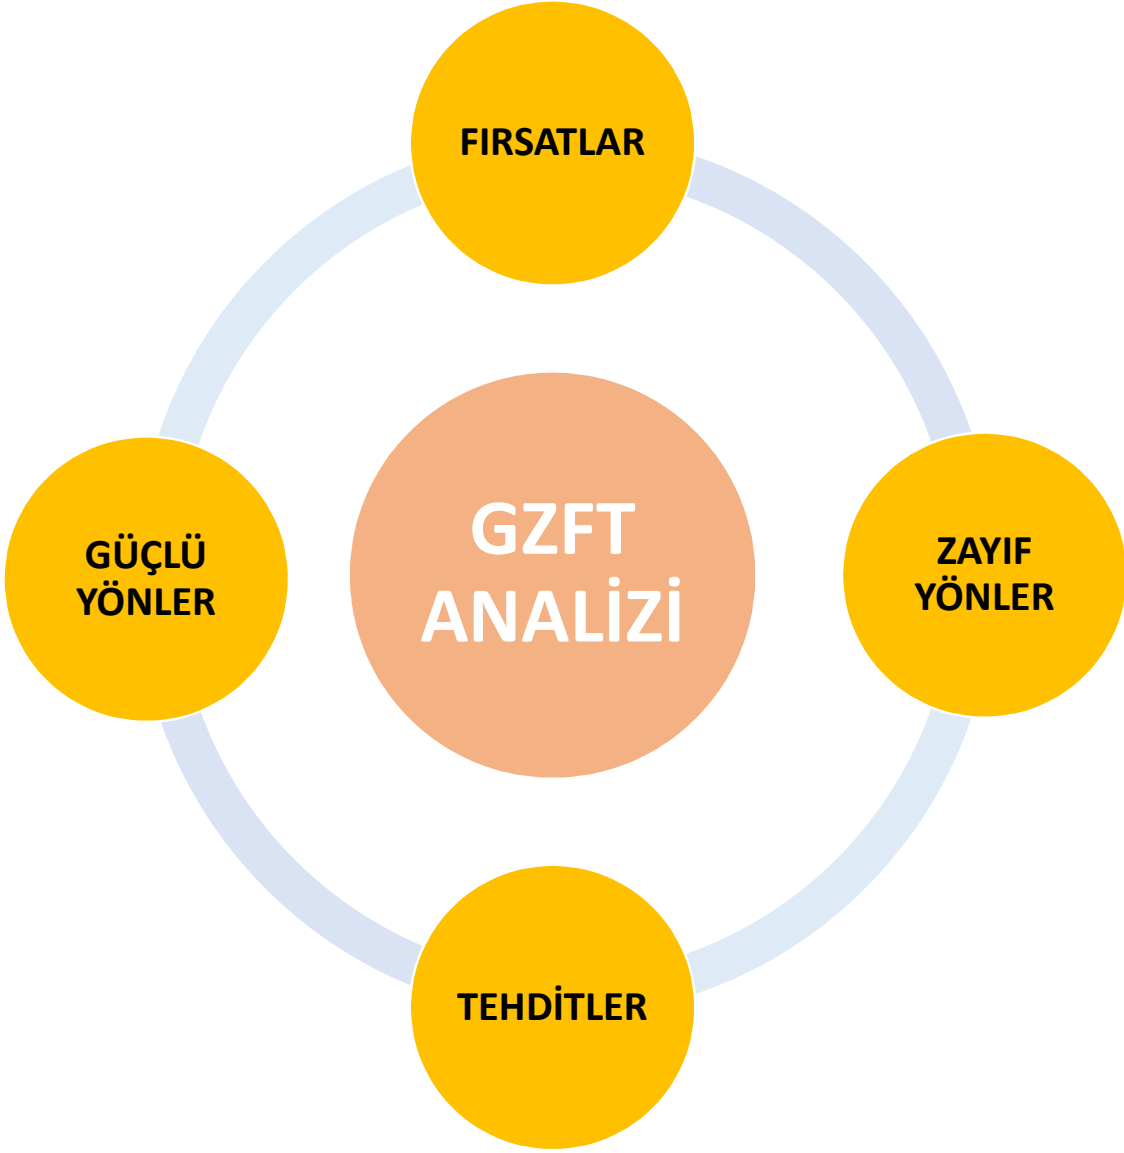 FIRSATLAR
GZFT
ANALİZİ
GÜÇLÜ
YÖNLER
ZAYIF
YÖNLER
TEHDİTLER